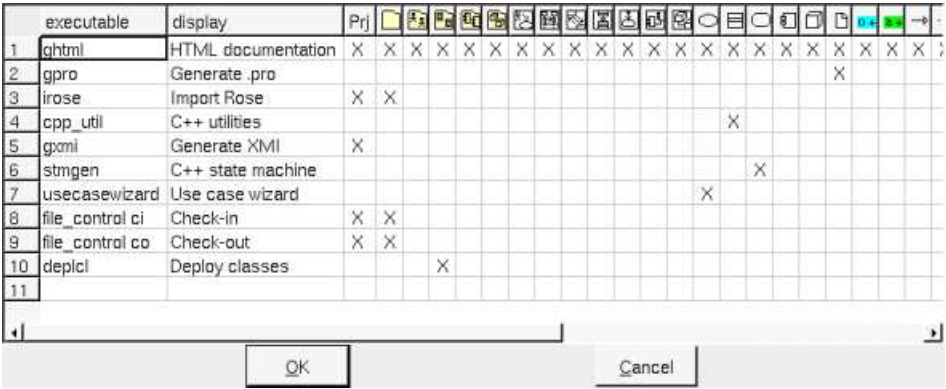 executable display Prj
1 ghtml HTML documentation X X X X X X X X X X X X X X X X X X X X X X
2 gpro Generate .pro X
3 irose Import Rose X X
4 cpp_util C++ utilities X
5 gxmi Generate XMI X
6 stmgen C++ state machine X
7 usecasewizard Use case wizard X
8 file_control ci Check-in X X
9 file_control co Check-out X X
10 deplcl Deploy classes X
11
OK Cancel